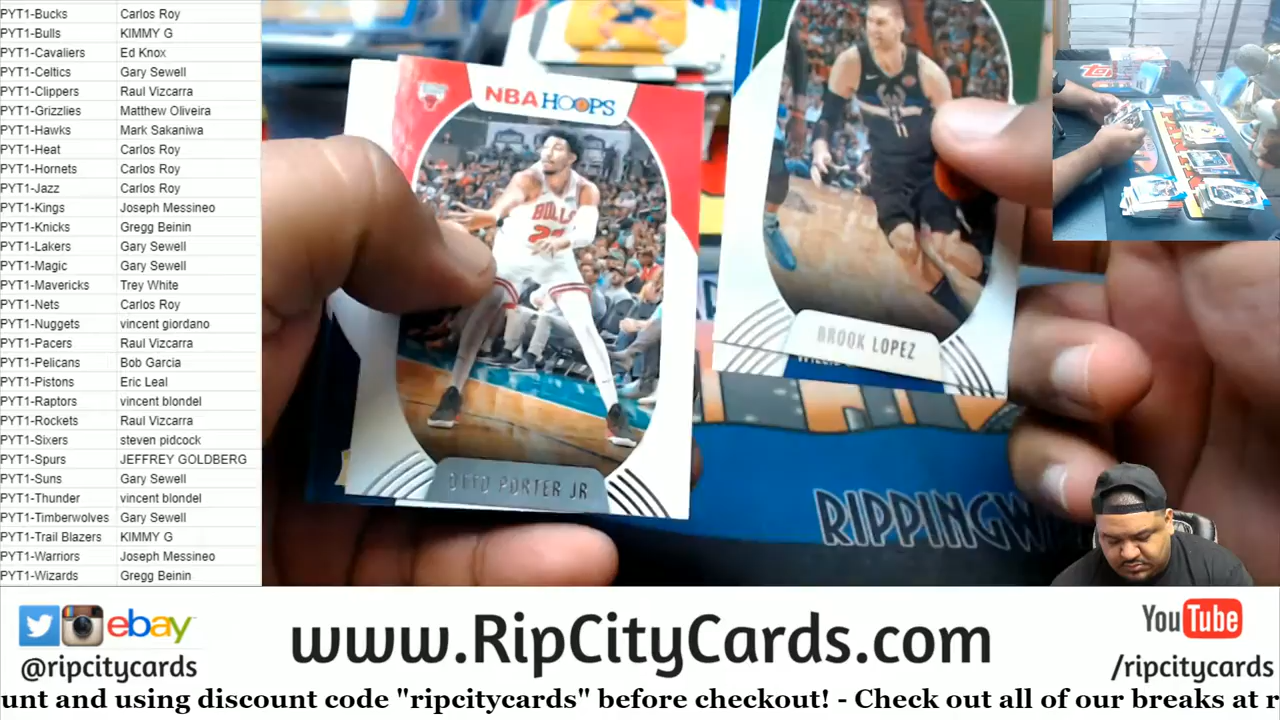 PYT1-Bucks Carlos Roy
PYT1-Bulls KIMMY G
PYT1-Cavaliers Ed Knox
PYT1-Celtics Gary Sewell
PYT1-Clippers Raul Vizcarra
PYT1-Grizzlies Matthew Oliveira
PYT1-Hawks Mark Sakaniwa
PYT1-Heat Carlos Roy
PYT1-Hornets Carlos Roy
PYT1-Jazz Carlos Roy
PYT1-Kings Joseph Messineo
PYT1-Knicks Gregg Beinin
PYT1-Lakers Gary Sewell
PYT1-Magic Gary Sewell
PYT1-Mavericks Trey White
PYT1-Nets Carlos Roy
PYT1-Nuggets vincent giordano
PYT1-Pacers Raul Vizcarra
PYT1-Pelicans Bob Garcia
PYT1-Pistons Eric Leal
PYT1-Raptors vincent blondel
PYT1-Rockets Raul Vizcarra
PYT1-Sixers steven pidcock
PYT1-Spurs JEFFREY GOLDBERG
PYT1-Suns Gary Sewell
PYT1-Thunder vincent blondel
PYT1-Timberwolves Gary Sewell
PYT1-Trail Blazers KIMMY G
PYT1-Warriors Joseph Messineo
PYT1-Wizards Gregg Beinin
NBA HOOPS
BULLS
OTTO PORTER JR
BROOK LOPEZ
RIPPINGW
ebay
@ripcitycards
www.RipCityCards.com
YouTube
/ripcitycards
unt and using discount code "ripcitycards" before checkout! - Check out all of our breaks at r